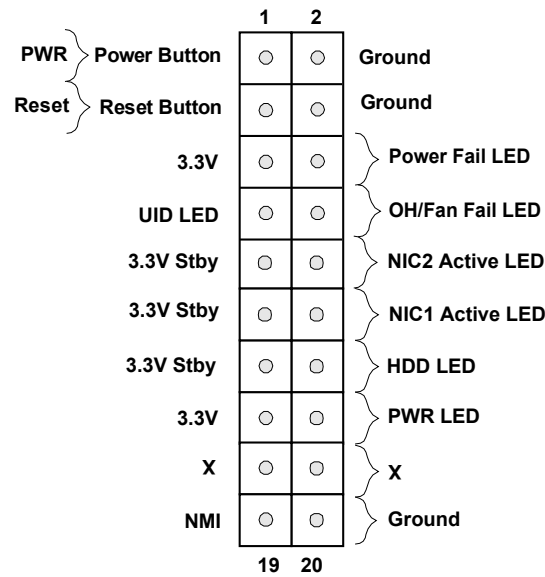 1 2
PWR Power Button Ground
Reset Reset Button Ground
3.3V Power Fail LED
UID LED OH/Fan Fail LED
3.3V Stby NIC2 Active LED
3.3V Stby NIC1 Active LED
3.3V Stby HDD LED
3.3V PWR LED
X X
NMI Ground
19 20